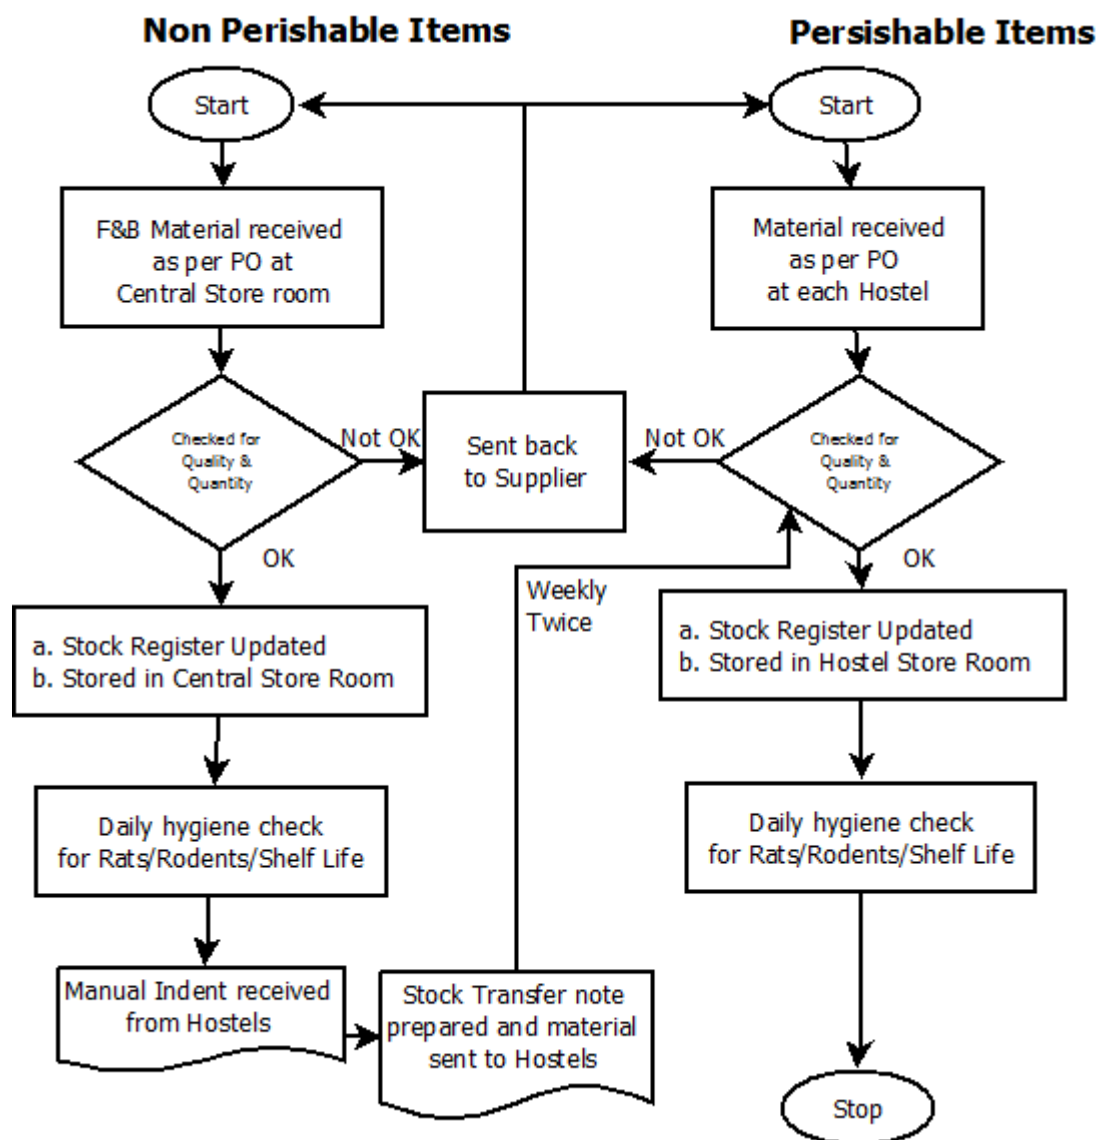 Non Perishable Items
Persishable Items
Start
Start
F&B Material received
as per PO at
Central Store room
Material received
as per PO
at each Hostel
Checked for
Quality &
Quantity
Not OK
Sent back
to Supplier
Not OK
Checked for
Quality &
Quantity
OK
OK
Weekly
Twice
a. Stock Register Updated
b. Stored in Central Store Room
a. Stock Register Updated
b. Stored in Hostel Store Room
Daily hygiene check
for Rats/Rodents/Shelf Life
Daily hygiene check
for Rats/Rodents/Shelf Life
Manual Indent received
from Hostels
Stock Transfer note
prepared and material
sent to Hostels
Stop